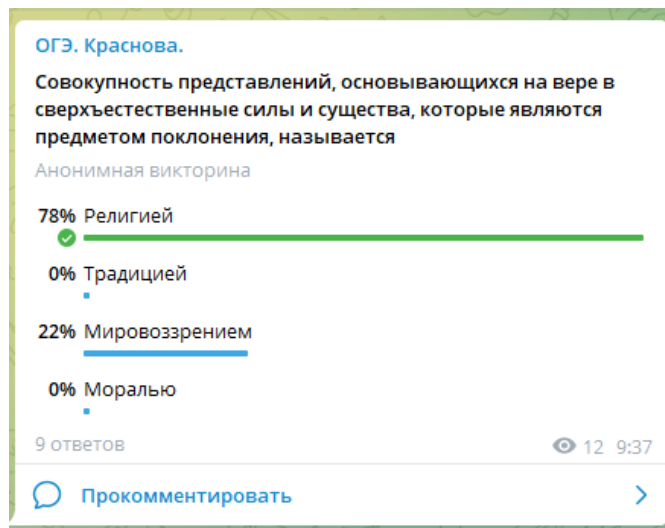 ОГЭ. Краснова.
Совокупность представлений, основывающихся на вере в
сверхъестественные силы и существа, которые являются
предметом поклонения, называется
Анонимная викторина
78% Религией
0% Традицией
22% Мировоззрением
0% Моралью
9 ответов 12 9:37
Прокомментировать